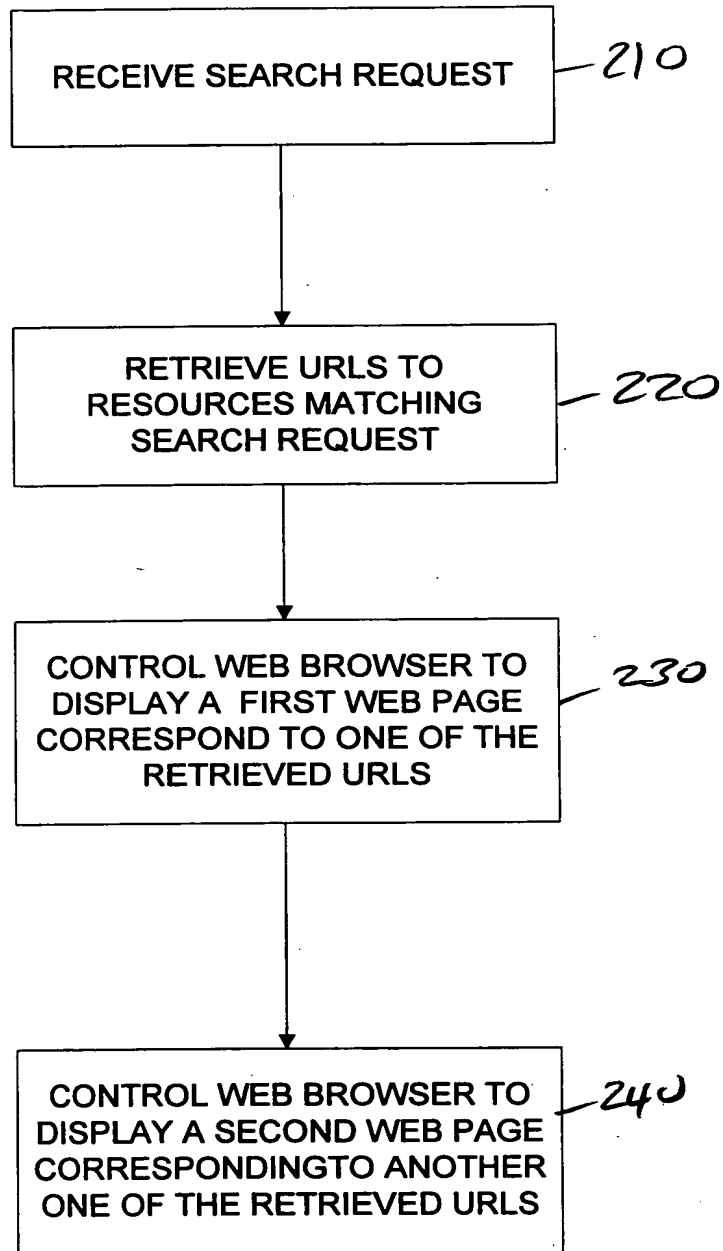 RECEIVE SEARCH REQUEST
210
RETRIEVE URLS TO
RESOURCES MATCHING
SEARCH REQUEST
220
CONTROL WEB BROWSER TO
DISPLAY A FIRST WEB PAGE
CORRESPOND TO ONE OF THE
RETRIEVED URLS
230
CONTROL WEB BROWSER TO
DISPLAY A SECOND WEB PAGE
CORRESPONDINGTO ANOTHER
ONE OF THE RETRIEVED URLS
240